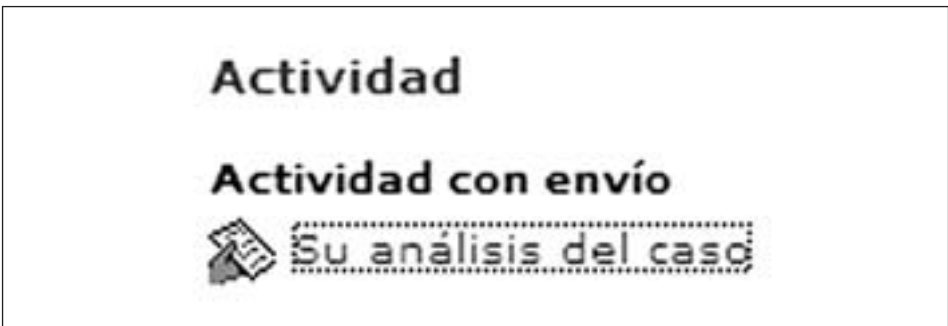 Actividad
Actividad con envío
Su análisis del caso